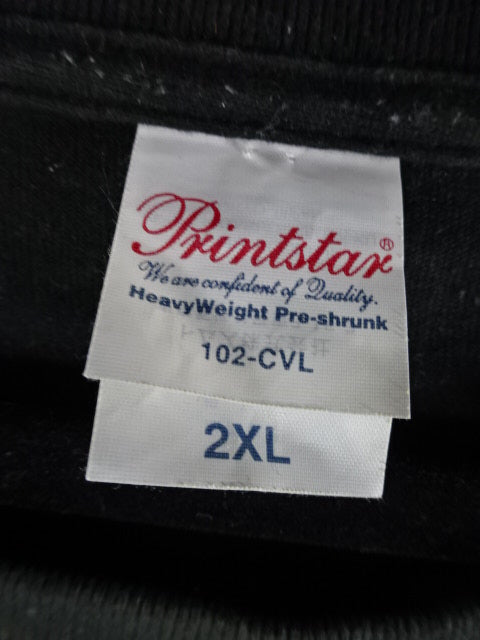 Printstar®
We are confident of Quality.
HeavyWeight Pre-shrunk
102-CVL
2XL